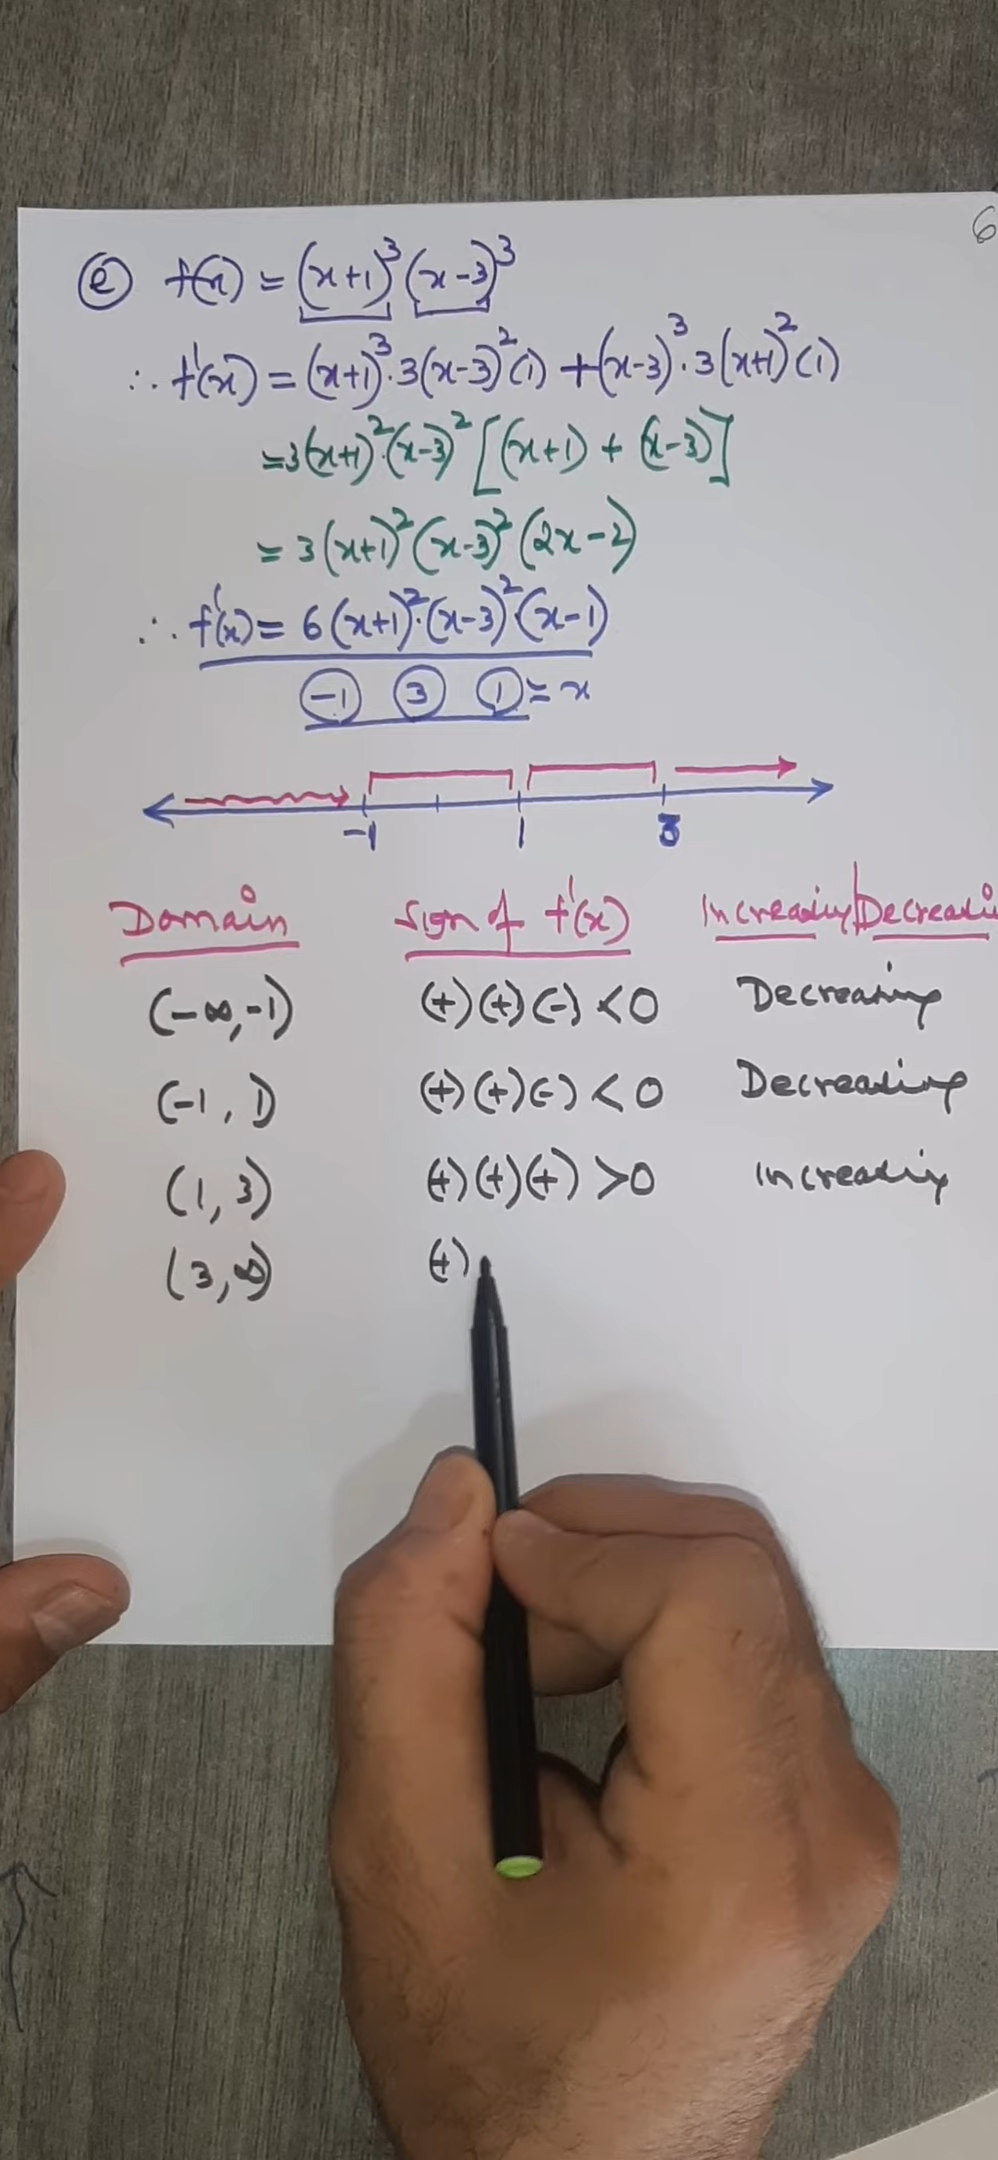 6
(e) f(x) = (x+1)³ (x-3)³
∴ f'(x) = (x+1)³·3(x-3)²(1) + (x-3)³·3(x+1)²(1)
=3(x+1)²·(x-3)² [(x+1) + (x-3)]
= 3(x+1)² (x-3)² (2x-2)
∴ f'(x) = 6(x+1)²·(x-3)²·(x-1)
-1 3 1 = x
-1 1 3
Domain Sign of f'(x) Increasing/Decreasi
(-∞,-1) (+)(+)(-) <0 Decreasing
(-1, 1) (+)(+)(-) <0 Decreasing
(1, 3) (+)(+)(+) >0 Increasing
(3,∞) (+)